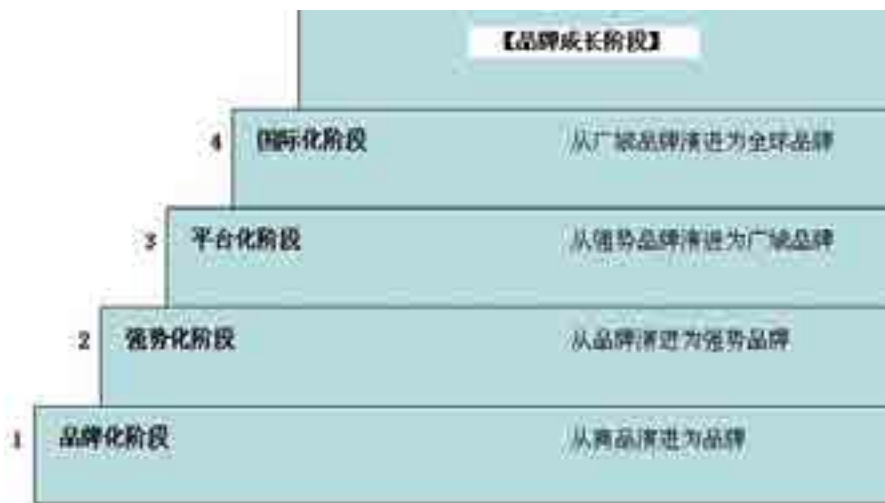 【品牌成长阶段】
4 国际化阶段 从广域品牌演进为全球品牌
3 平台化阶段 从强势品牌演进为广域品牌
2 强势化阶段 从品牌演进为强势品牌
1 品牌化阶段 从商品演进为品牌